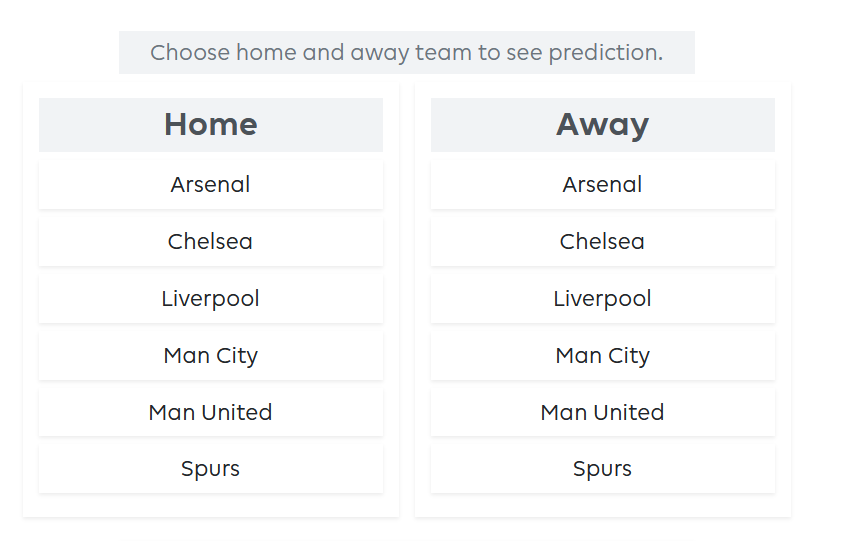 Choose home and away team to see prediction.
Home
Arsenal
Chelsea
Liverpool
Man City
Man United
Spurs
Away
Arsenal
Chelsea
Liverpool
Man City
Man United
Spurs